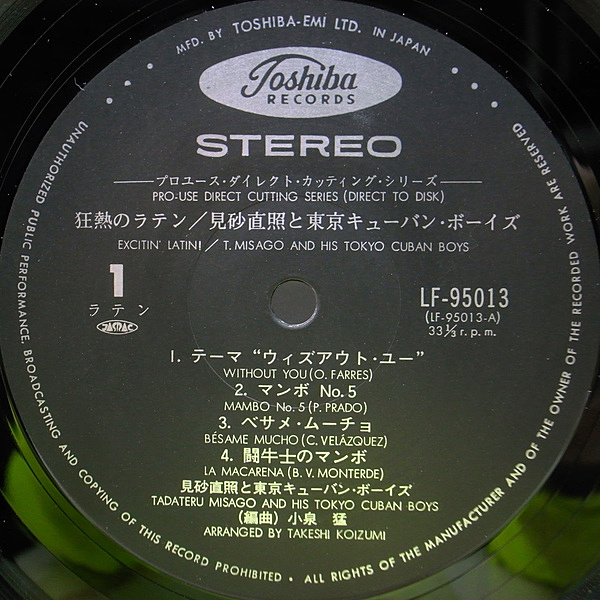 MFD. BY TOSHIBA-EMI LTD. IN JAPAN
Toshiba
RECORDS
STEREO
プロユース・ダイレクト・カッティング・シリーズ
PRO-USE DIRECT CUTTING SERIES (DIRECT TO DISK)
狂熱のラテン／見砂直照と東京キューバン・ボーイズ
EXCITIN' LATIN! / T. MISAGO AND HIS TOKYO CUBAN BOYS
1
ラテン
JASRAC
LF-95013
(LF-95013-A)
33⅓ r. p. m.
1. テーマ “ウィズアウト・ユー”
WITHOUT YOU (O. FARRES)
2. マンボ No. 5
MAMBO No. 5 (P. PRADO)
3. ベサメ・ムーチョ
BÉSAME MUCHO (C. VELÁZQUEZ)
4. 闘牛士のマンボ
LA MACARENA (B. V. MONTERDE)
見砂直照と東京キューバン・ボーイズ
TADATERU MISAGO AND HIS TOKYO CUBAN BOYS
(編曲) 小泉 猛
ARRANGED BY TAKESHI KOIZUMI
UNAUTHORIZED PUBLIC PERFORMANCE, BROADCASTING AND COPYING OF THIS RECORD PROHIBITED • ALL RIGHTS OF THE MANUFACTURER AND OF THE OWNER OF THE RECORDED WORK ARE RESERVED